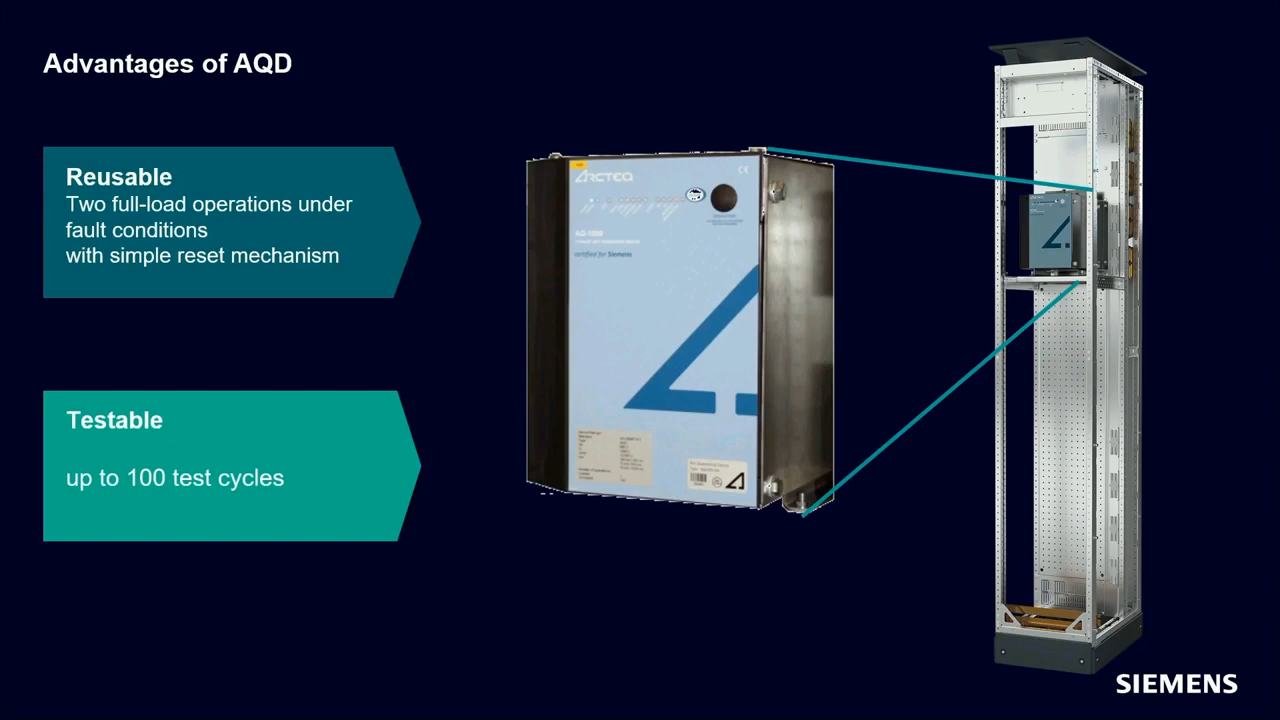 Advantages of AQD
Reusable
Two full-load operations under
fault conditions
with simple reset mechanism
Testable
up to 100 test cycles
ARCTEQ
certified for Siemens
SIEMENS